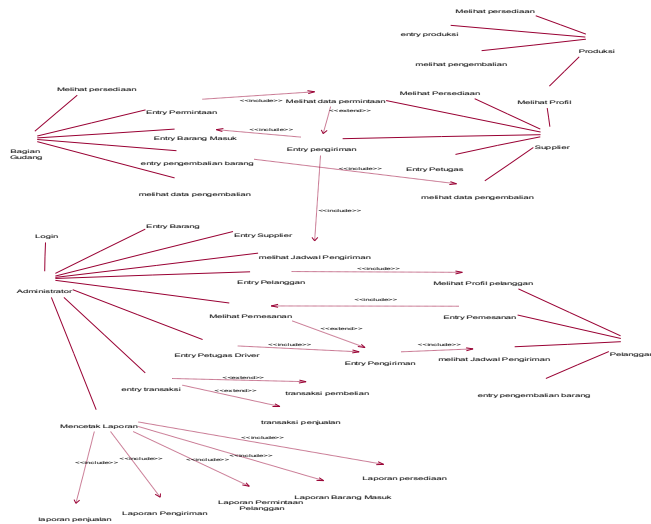 Melihat persediaan
entry produksi
Produksi
melihat pengembalian
Melihat persediaan
Melihat Persediaan
<<include>>
Melihat data permintaan
Melihat Profil
Entry Permintaan
<<extend>>
<<include>>
Entry Barang Masuk
Bagian
Gudang
Entry pengiriman
Supplier
entry pengembalian barang
<<include>>
Entry Petugas
melihat data pengembalian
melihat data pengembalian
<<include>>
Entry Barang
Login
Entry Supplier
melihat Jadwal Pengiriman
<<include>>
Administrator
Entry Pelanggan
Melihat Profil pelanggan
<<include>>
Melihat Pemesanan
Entry Pemesanan
<<extend>>
<<include>>
<<include>>
Entry Petugas Driver
Entry Pengiriman
melihat Jadwal Pengiriman
Pelanggan
<<extend>>
entry transaksi
<<extend>>
transaksi pembelian
entry pengembalian barang
transaksi penjualan
Mencetak Laporan
<<include>>
<<include>>
<<include>>
<<include>>
Laporan persediaan
Laporan Barang Masuk
Laporan Permintaan
Pelanggan
Laporan Pengiriman
laporan penjualan